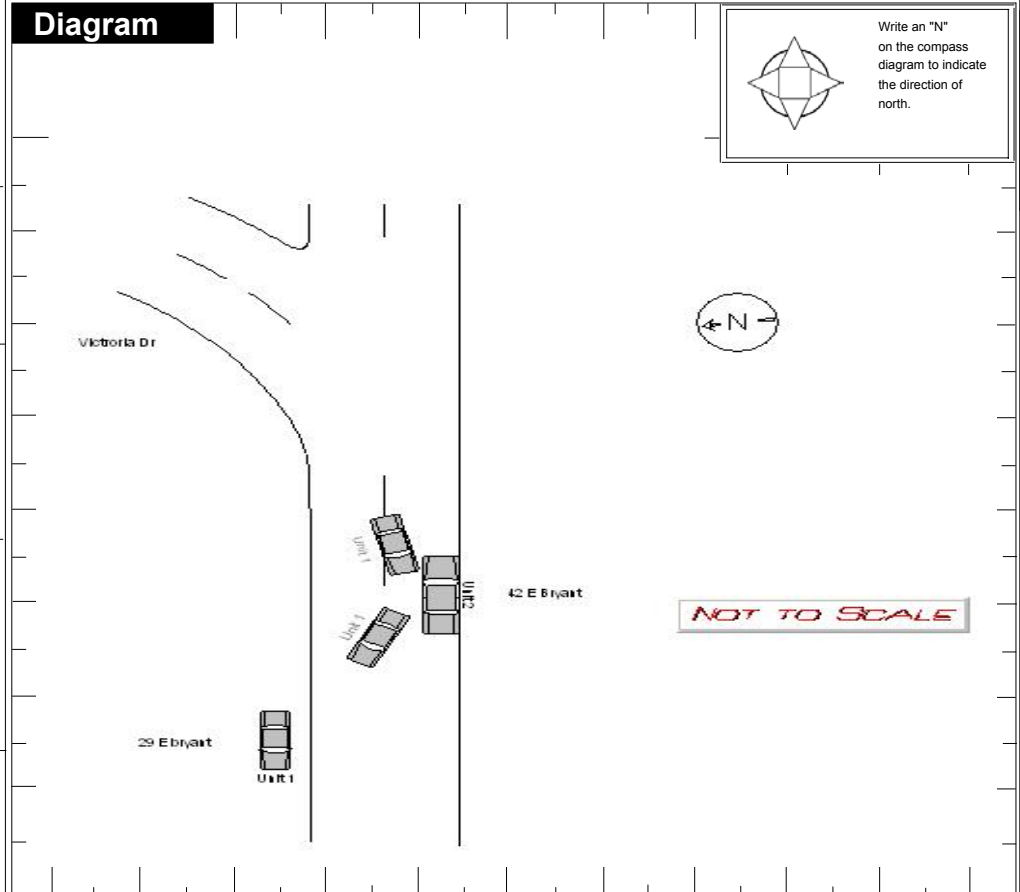 Diagram
Write an "N"
on the compass
diagram to indicate
the direction of
north.
Victroria Dr
N
Unit 1
Unit 2
42 E Bryant
NOT TO SCALE
Unit 1
29 E bryant
Unit 1